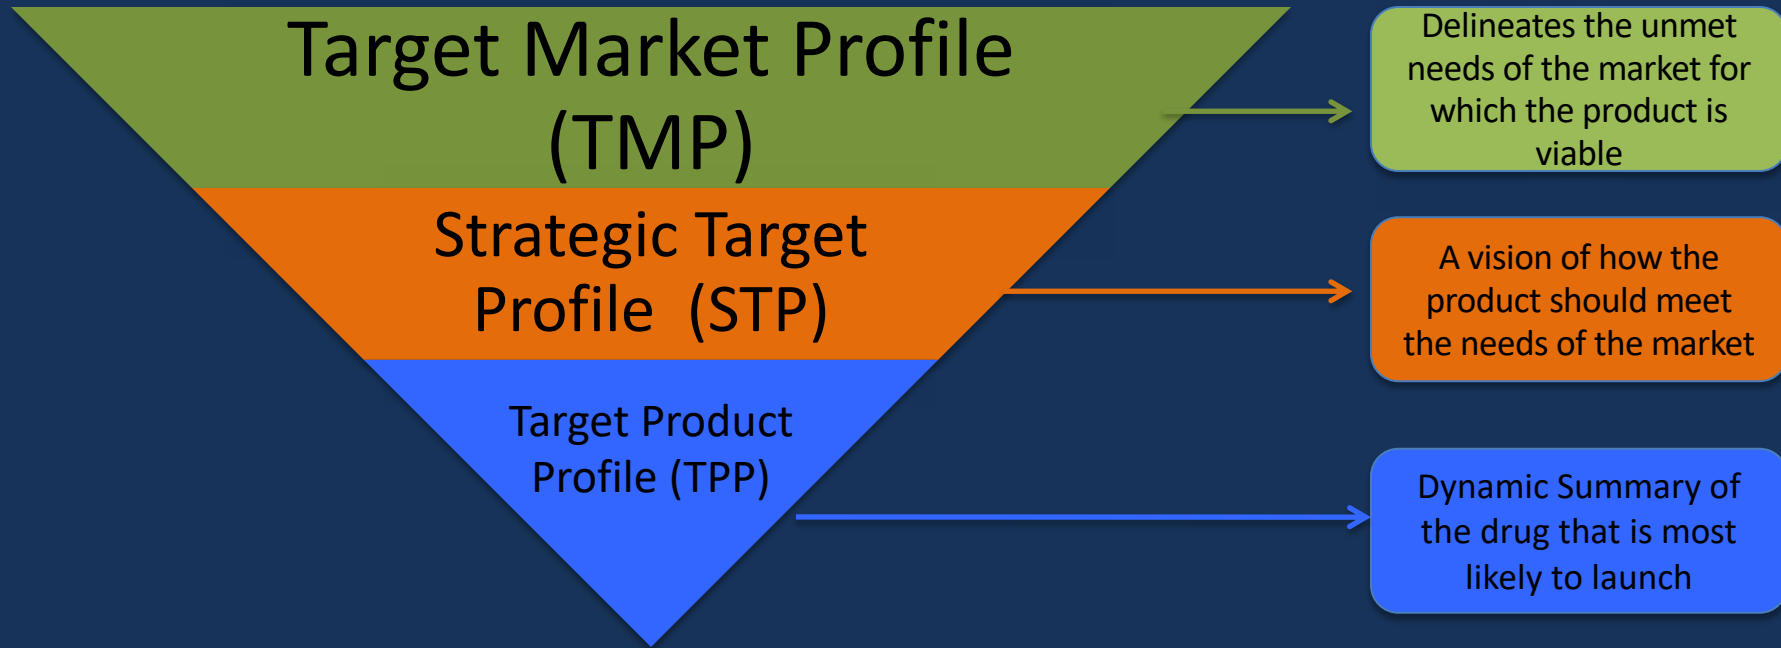 Target Market Profile
(TMP)
Delineates the unmet
needs of the market for
which the product is
viable
Strategic Target
Profile  (STP)
A vision of how the
product should meet
the needs of the market
Target Product
Profile (TPP)
Dynamic Summary of
the drug that is most
likely to launch